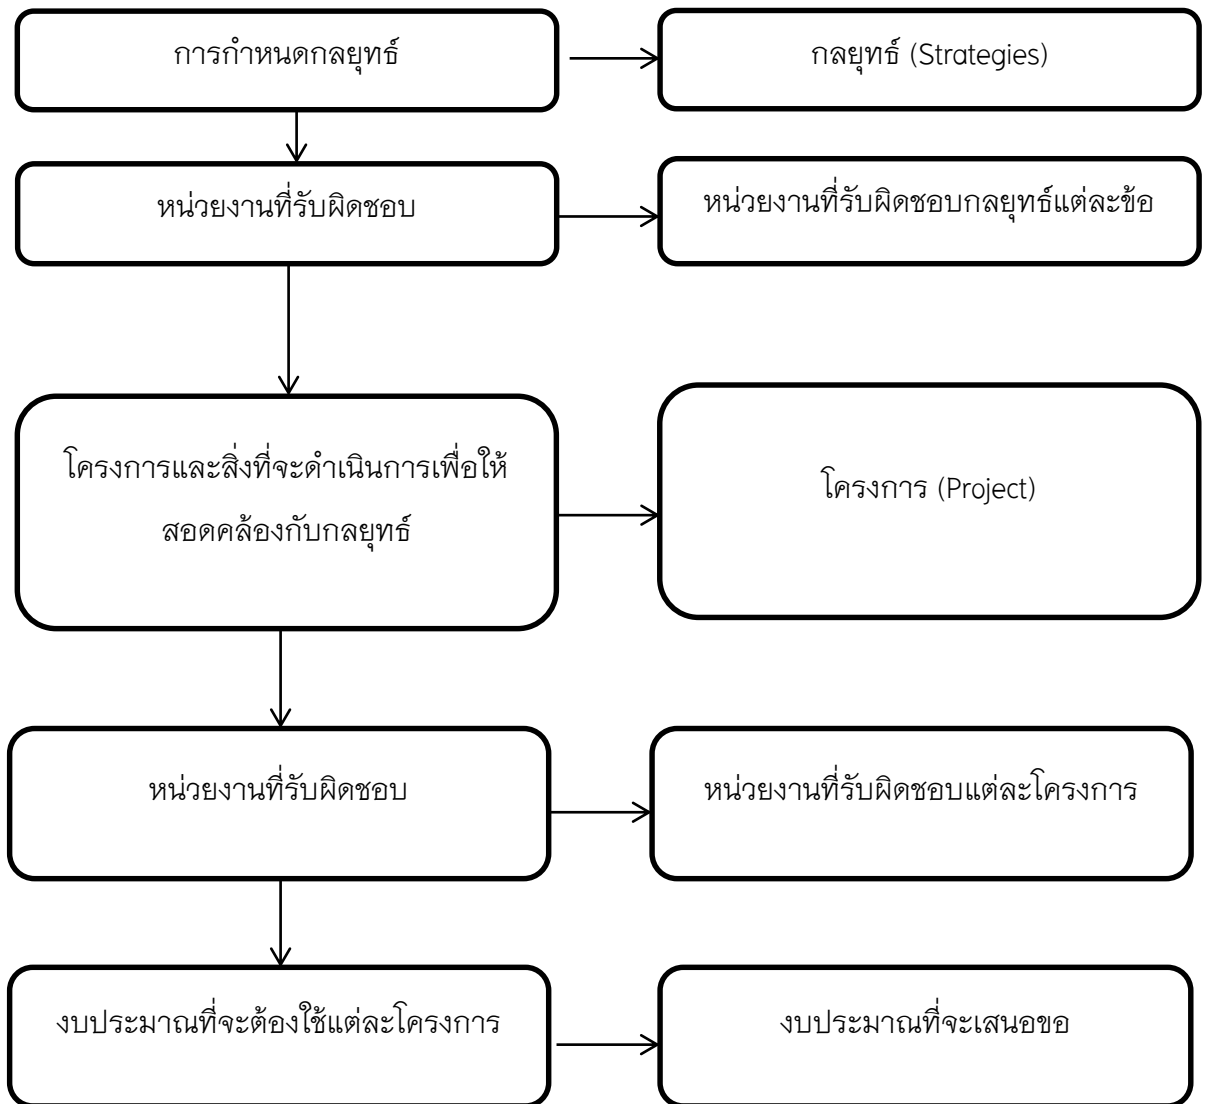 การกำหนดกลยุทธ์
กลยุทธ์ (Strategies)
หน่วยงานที่รับผิดชอบ
หน่วยงานที่รับผิดชอบกลยุทธ์แต่ละข้อ
โครงการและสิ่งที่จะดำเนินการเพื่อให้
สอดคล้องกับกลยุทธ์
โครงการ (Project)
หน่วยงานที่รับผิดชอบ
หน่วยงานที่รับผิดชอบแต่ละโครงการ
งบประมาณที่จะต้องใช้แต่ละโครงการ
งบประมาณที่จะเสนอขอ